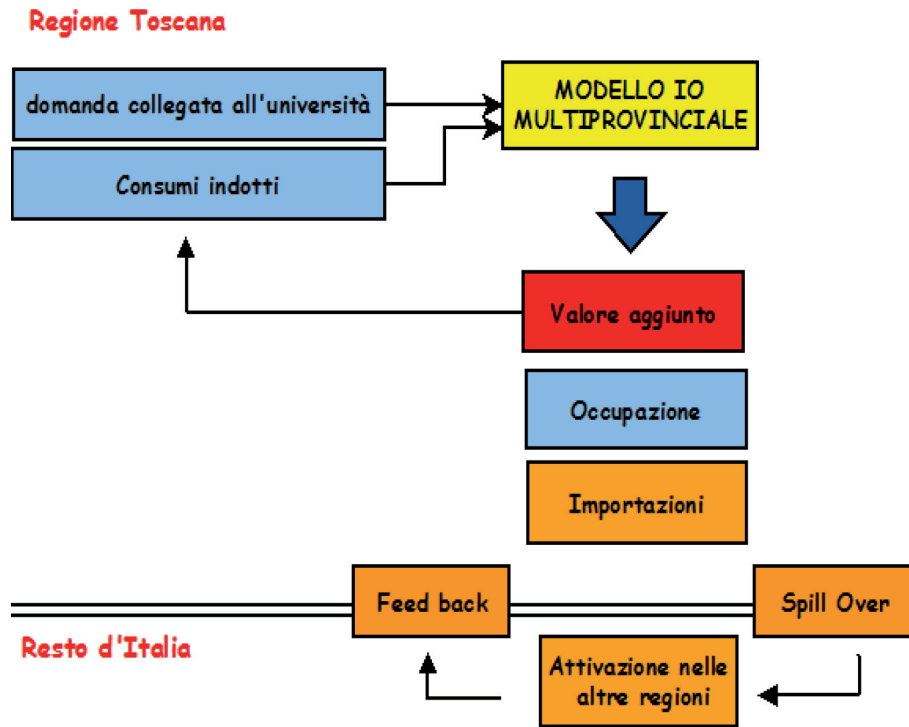 Regione Toscana
domanda collegata all'università
Consumi indotti
MODELLO IO
MULTIPROVINCIALE
Valore aggiunto
Occupazione
Importazioni
Feed back
Spill Over
Resto d'Italia
Attivazione nelle
altre regioni